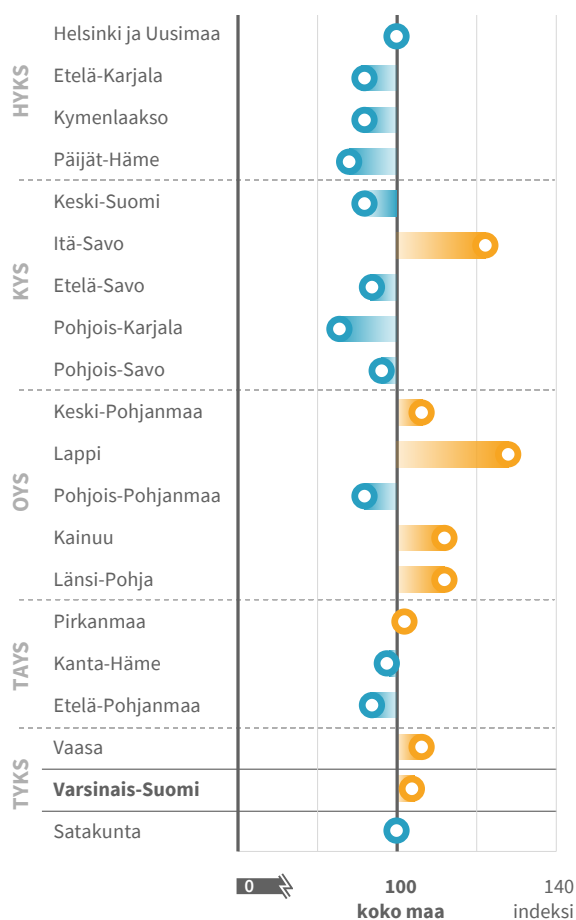 HYKS
Helsinki ja Uusimaa
Etelä-Karjala
Kymenlaakso
Päijät-Häme
KYS
Keski-Suomi
Itä-Savo
Etelä-Savo
Pohjois-Karjala
Pohjois-Savo
OYS
Keski-Pohjanmaa
Lappi
Pohjois-Pohjanmaa
Kainuu
Länsi-Pohja
TAYS
Pirkanmaa
Kanta-Häme
Etelä-Pohjanmaa
TYKS
Vaasa
Varsinais-Suomi
Satakunta
0 100 140
koko maa indeksi